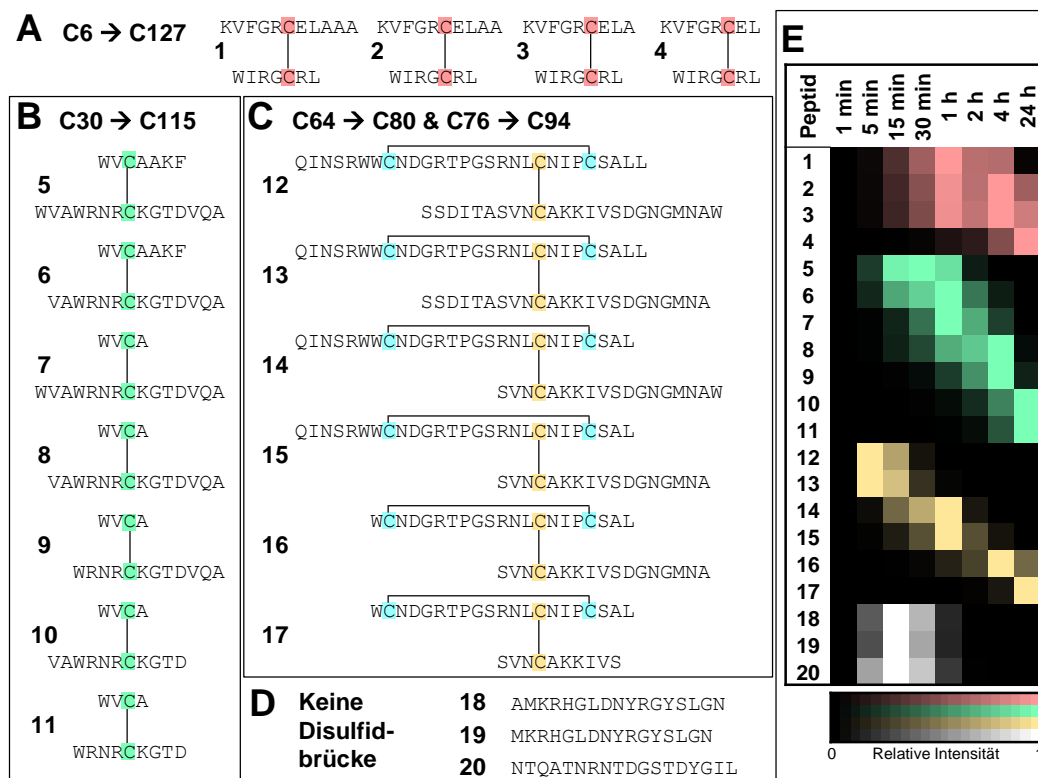 A C6 → C127
KVFGRCELAAA
1
WIRGCRL
KVFGRCELAA
2
WIRGCRL
KVFGRCELA
3
WIRGCRL
KVFGRCEL
4
WIRGCRL
B C30 → C115
WVCAAKF
5
WVAWRNRCKGTDVQA
WVCAAKF
6
VAWRNRCKGTDVQA
WVCA
7
WVAWRNRCKGTDVQA
WVCA
8
VAWRNRCKGTDVQA
WVCA
9
WRNRCKGTDVQA
WVCA
10
VAWRNRCKGTD
WVCA
11
WRNRCKGTD
C C64 → C80 & C76 → C94
QINSRWWCNDGRTPGSRNLCNIPCSALL
12
SSDITASVNCAKKIVSDGNGMNAW
QINSRWWCNDGRTPGSRNLCNIPCSALL
13
SSDITASVNCAKKIVSDGNGMNA
QINSRWWCNDGRTPGSRNLCNIPCSAL
14
SVNCAKKIVSDGNGMNAW
QINSRWWCNDGRTPGSRNLCNIPCSAL
15
SVNCAKKIVSDGNGMNA
WCNDGRTPGSRNLCNIPCSAL
16
SVNCAKKIVSDGNGMNA
WCNDGRTPGSRNLCNIPCSAL
17
SVNCAKKIVS
D Keine
Disulfid-
brücke
18 AMKRHGLDNYRGYSLGN
19 MKRHGLDNYRGYSLGN
20 NTQATNRNTDGSTDYGIL
E
Peptid 1 min 5 min 15 min 30 min 1 h 2 h 4 h 24 h
1
2
3
4
5
6
7
8
9
10
11
12
13
14
15
16
17
18
19
20
0 Relative Intensität 1